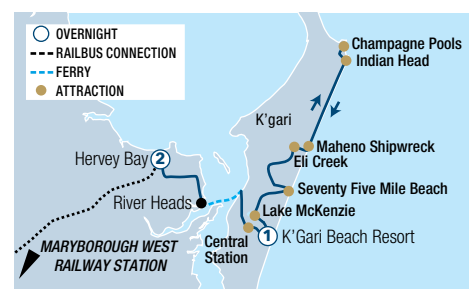 OVERNIGHT
RAILBUS CONNECTION
FERRY
ATTRACTION
Champagne Pools
Indian Head
K'gari
Maheno Shipwreck
Eli Creek
Hervey Bay
2
Seventy Five Mile Beach
River Heads
Lake McKenzie
Central
Station
1
K'Gari Beach Resort
MARYBOROUGH WEST
RAILWAY STATION